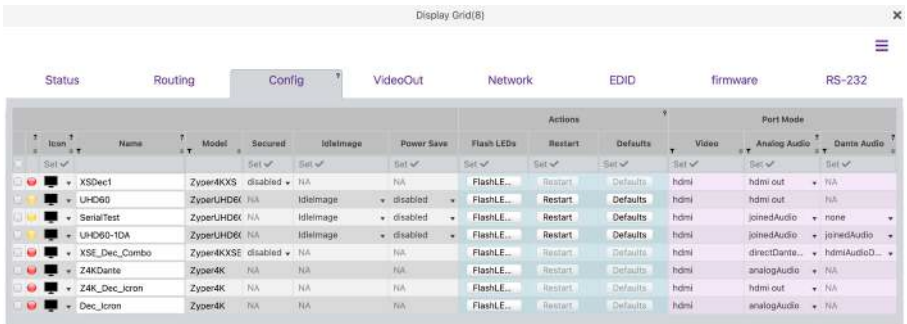 Display Grid(8)
Status Routing Config ? VideoOut Network EDID firmware RS-232
Actions ? Port Mode
? Icon ? Name ? Model Secured IdleImage Power Save Flash LEDs Restart Defaults Video Analog Audio ? Dante Audio ?
Set Set Set Set Set Set Set Set Set Set
XSDec1 Zyper4KXS disabled NA NA FlashLE... Restart Defaults hdmi hdmi out NA
UHD60 ZyperUHD6( NA IdleImage disabled FlashLE... Restart Defaults hdmi hdmi out NA
SerialTest ZyperUHD6( NA IdleImage disabled FlashLE... Restart Defaults hdmi joinedAudio none
UHD60-1DA ZyperUHD6( NA IdleImage disabled FlashLE... Restart Defaults hdmi joinedAudio joinedAudio
XSE_Dec_Combo Zyper4KXSE disabled NA NA FlashLE... Restart Defaults hdmi directDante... hdmiAudioD...
Z4KDante Zyper4K NA NA NA FlashLE... Restart Defaults hdmi analogAudio NA
Z4K_Dec_Icron Zyper4K NA NA NA FlashLE... Restart Defaults hdmi hdmi out NA
Dec_Icron Zyper4K NA NA NA FlashLE... Restart Defaults hdmi analogAudio NA